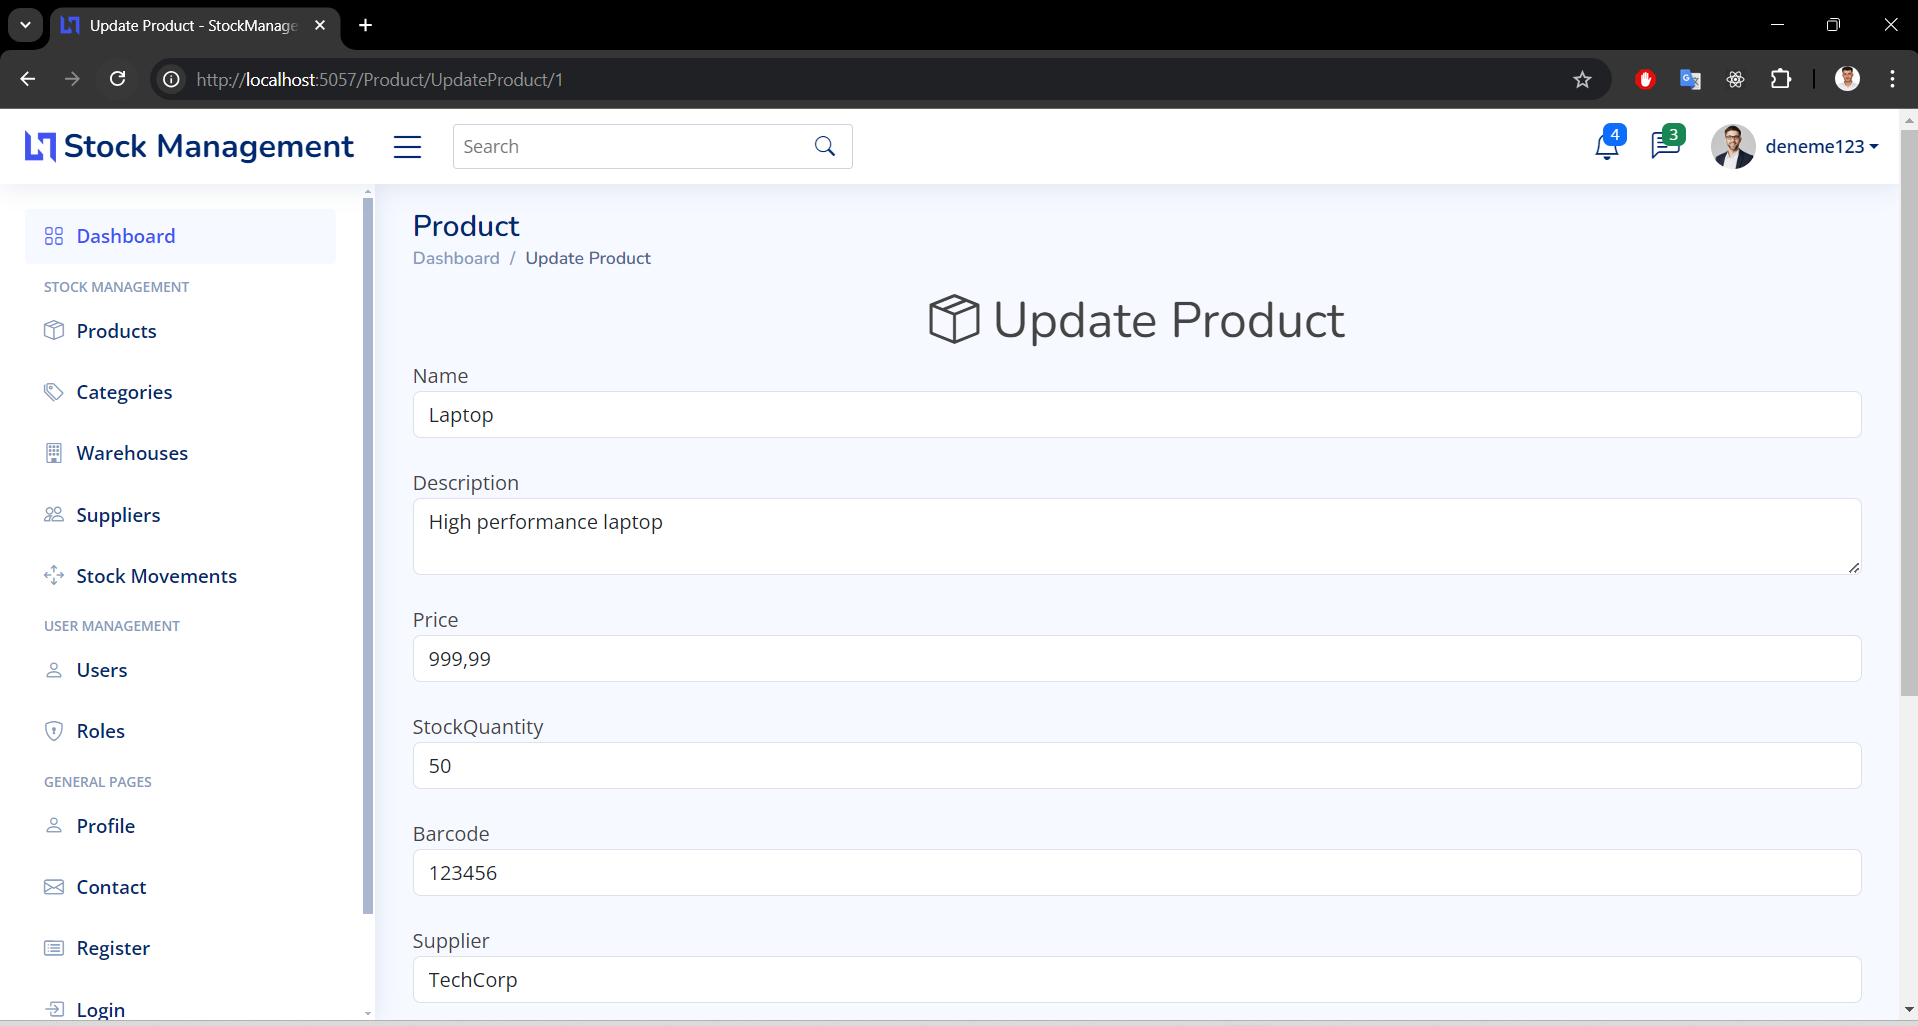 Update Product - StockManage
http://localhost:5057/Product/UpdateProduct/1
Stock Management
Search
4
3
deneme123
Dashboard
STOCK MANAGEMENT
Products
Categories
Warehouses
Suppliers
Stock Movements
USER MANAGEMENT
Users
Roles
GENERAL PAGES
Profile
Contact
Register
Login
Product
Dashboard / Update Product
Update Product
Name
Laptop
Description
High performance laptop
Price
999,99
StockQuantity
50
Barcode
123456
Supplier
TechCorp